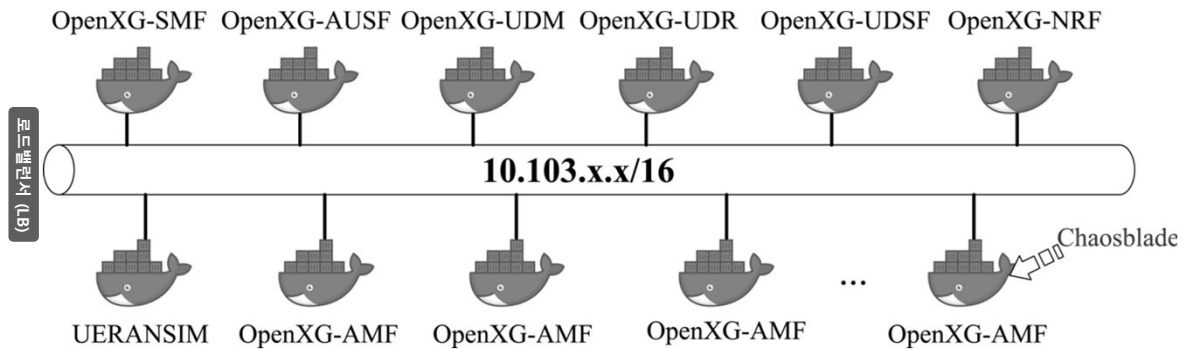 OpenXG-SMF OpenXG-AUSF OpenXG-UDM OpenXG-UDR OpenXG-UDSF OpenXG-NRF
로드밸런서 (LB)
10.103.x.x/16
Chaosblade
...
UERANSIM OpenXG-AMF OpenXG-AMF OpenXG-AMF OpenXG-AMF